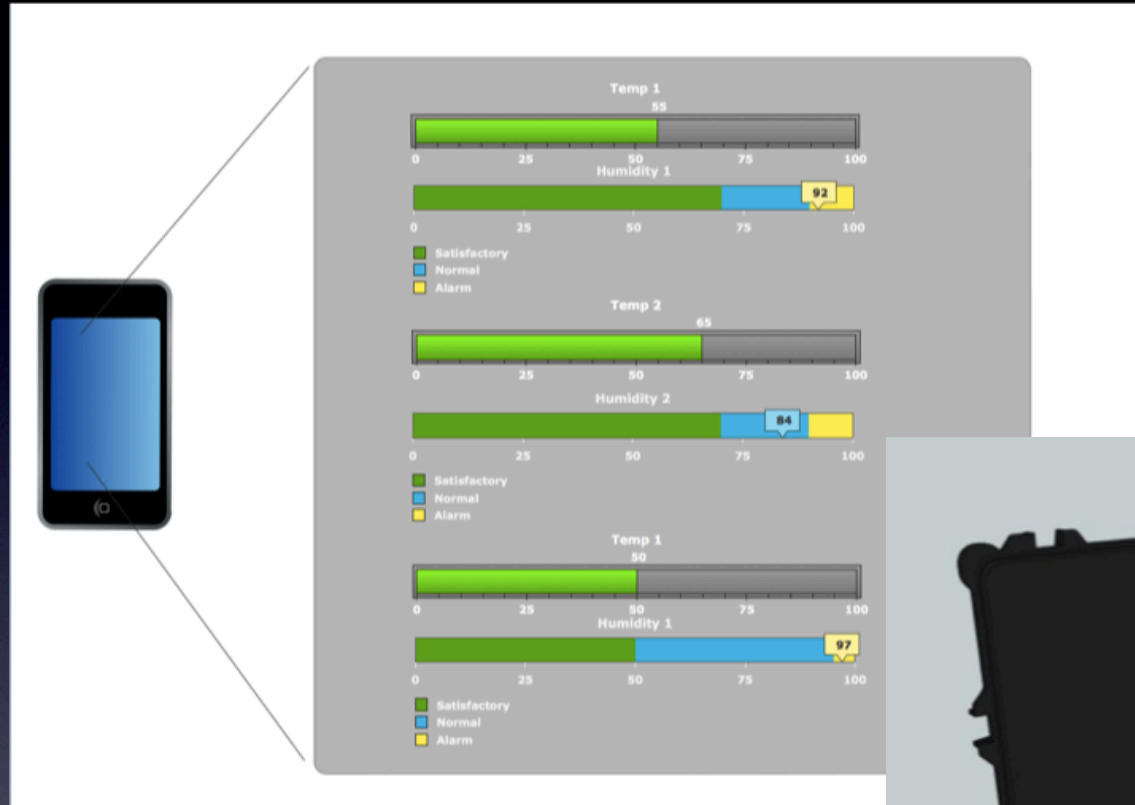 Temp 1
55
0 25 50 75 100
Humidity 1
92
0 25 50 75 100
Satisfactory
Normal
Alarm
Temp 2
65
0 25 50 75 100
Humidity 2
84
0 25 50 75 100
Satisfactory
Normal
Alarm
Temp 1
50
0 25 50 75 100
Humidity 1
97
0 25 50 75 100
Satisfactory
Normal
Alarm